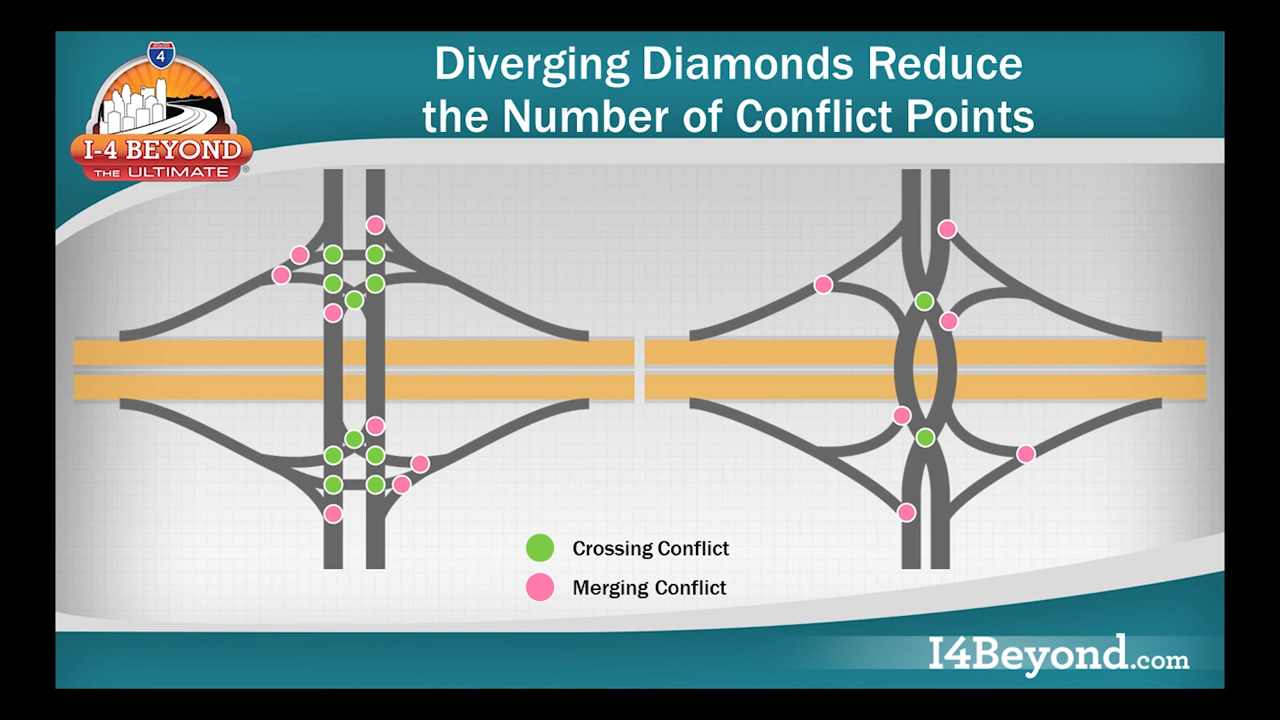 4
I-4 BEYOND
THE ULTIMATE®
Diverging Diamonds Reduce
the Number of Conflict Points
Crossing Conflict
Merging Conflict
I4Beyond.com